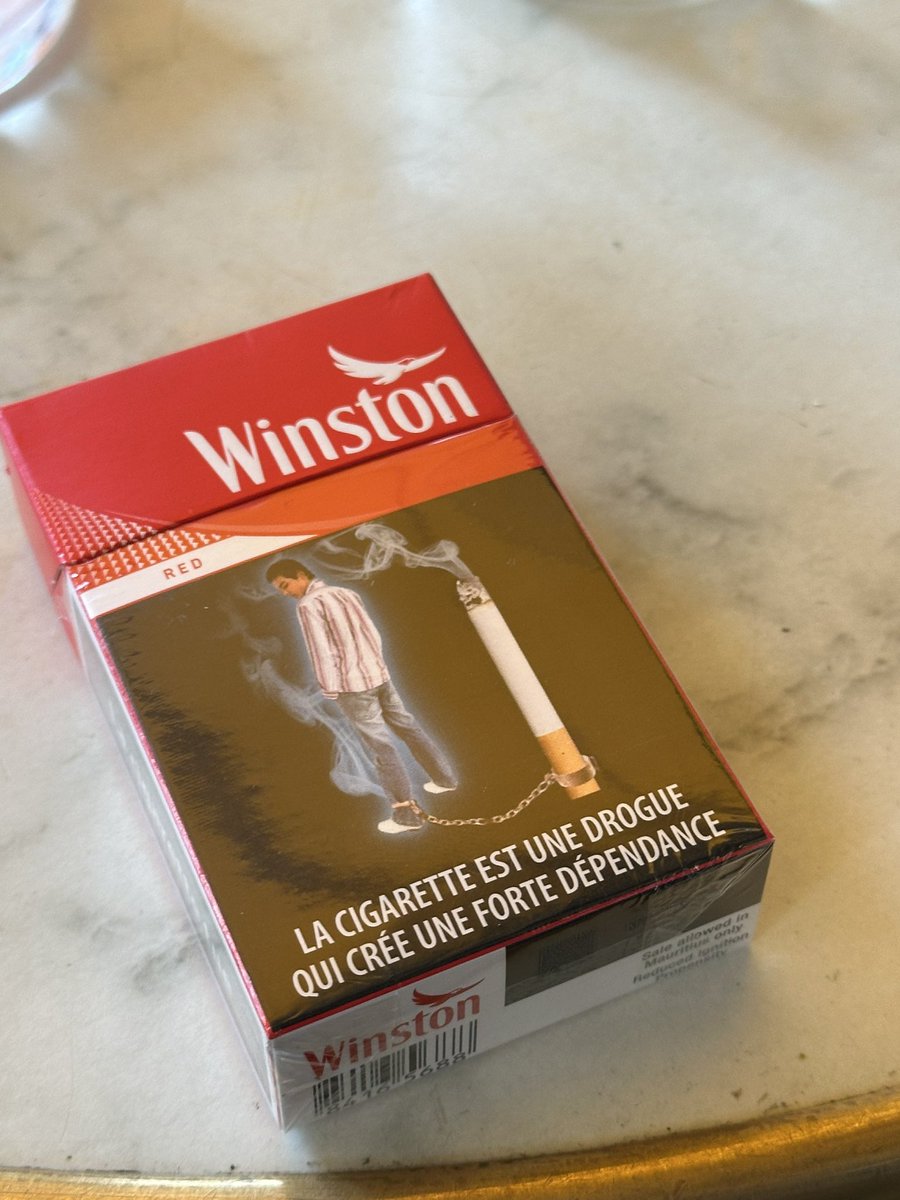 Winston
RED
LA CIGARETTE EST UNE DROGUE
QUI CRÉE UNE FORTE DÉPENDANCE
Sale allowed in
Mauritius only
Reduced Ignition
Propensity
Winston